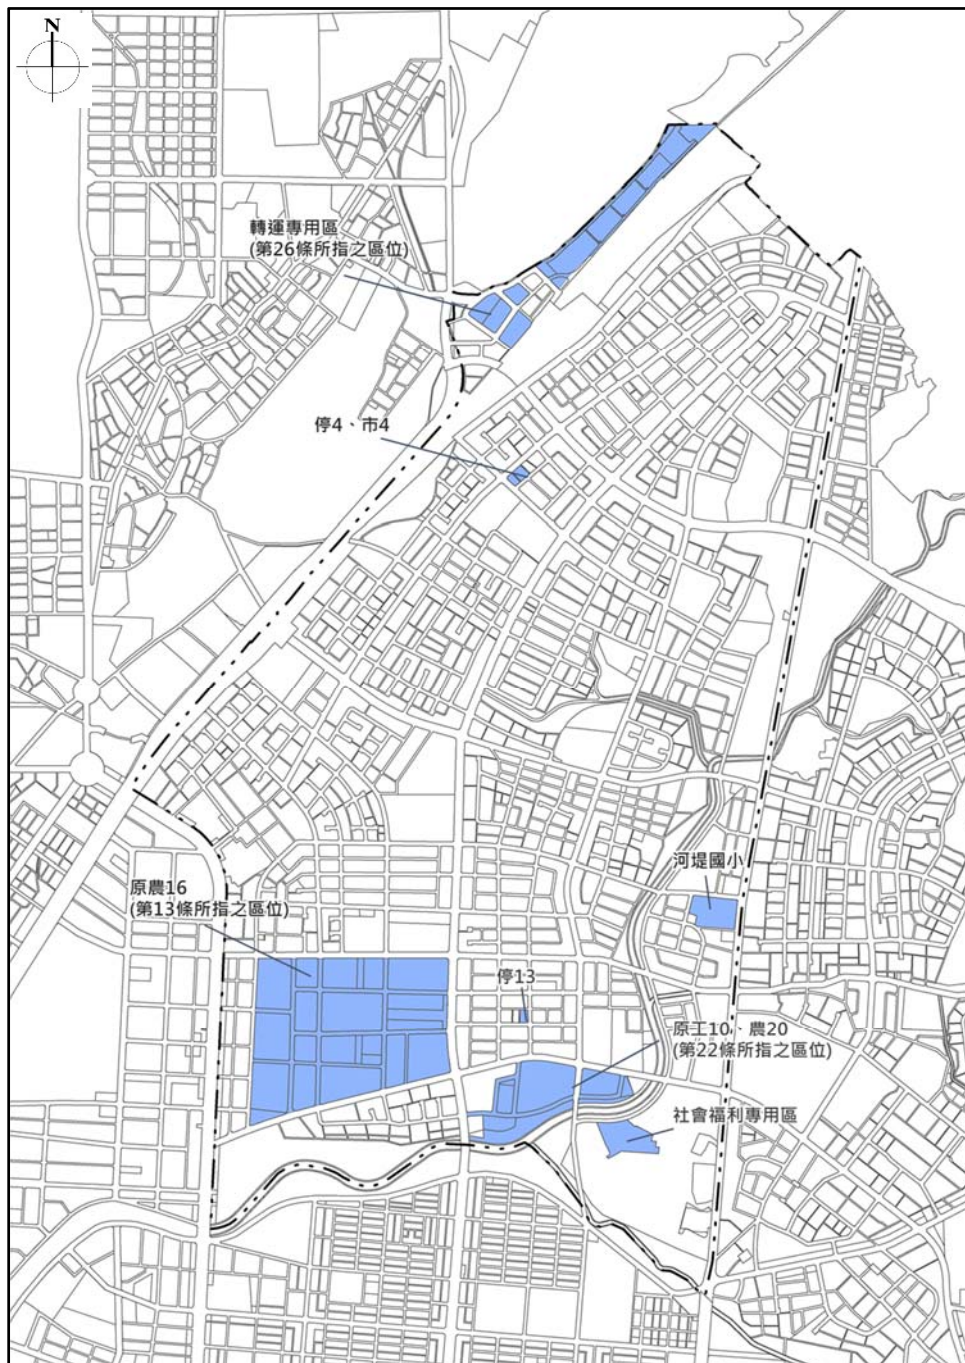 N
轉運專用區
(第26條所指之區位)
停4、市4
河堤國小
原農16
(第13條所指之區位)
停13
原工10、農20
(第22條所指之區位)
社會福利專用區